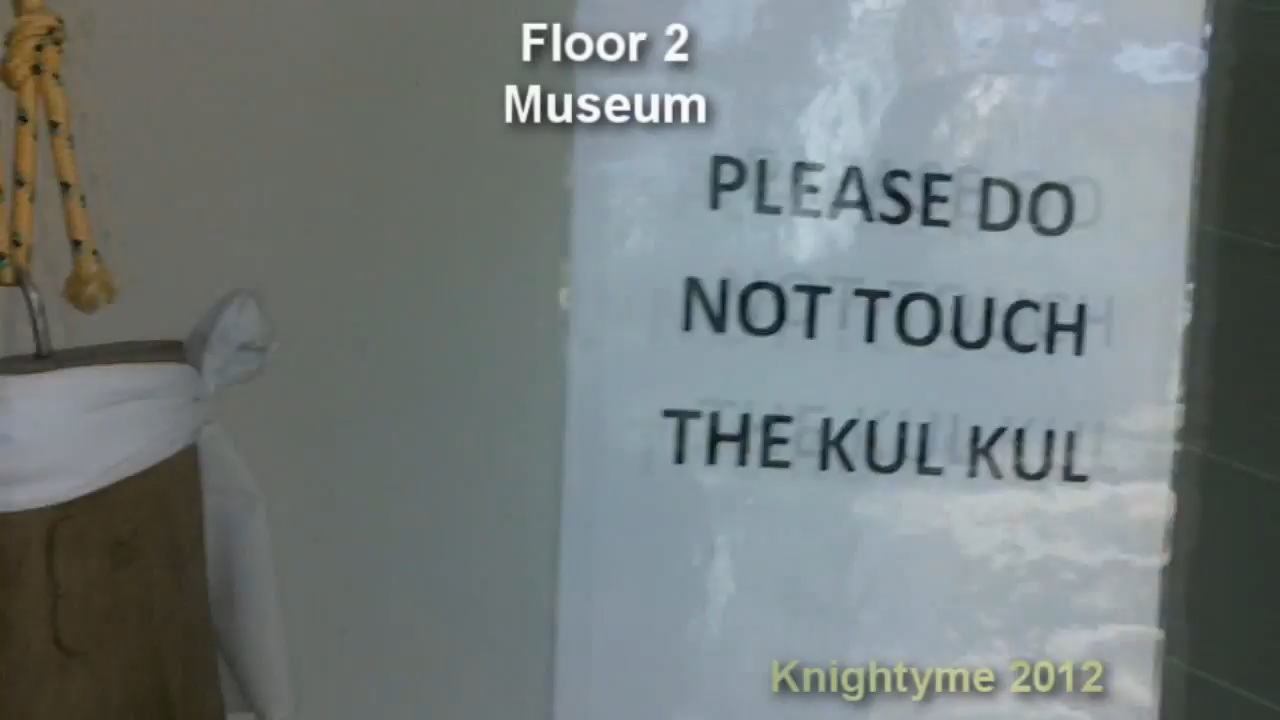 Floor 2
Museum
PLEASE DO
NOT TOUCH
THE KUL KUL
Knightyme 2012